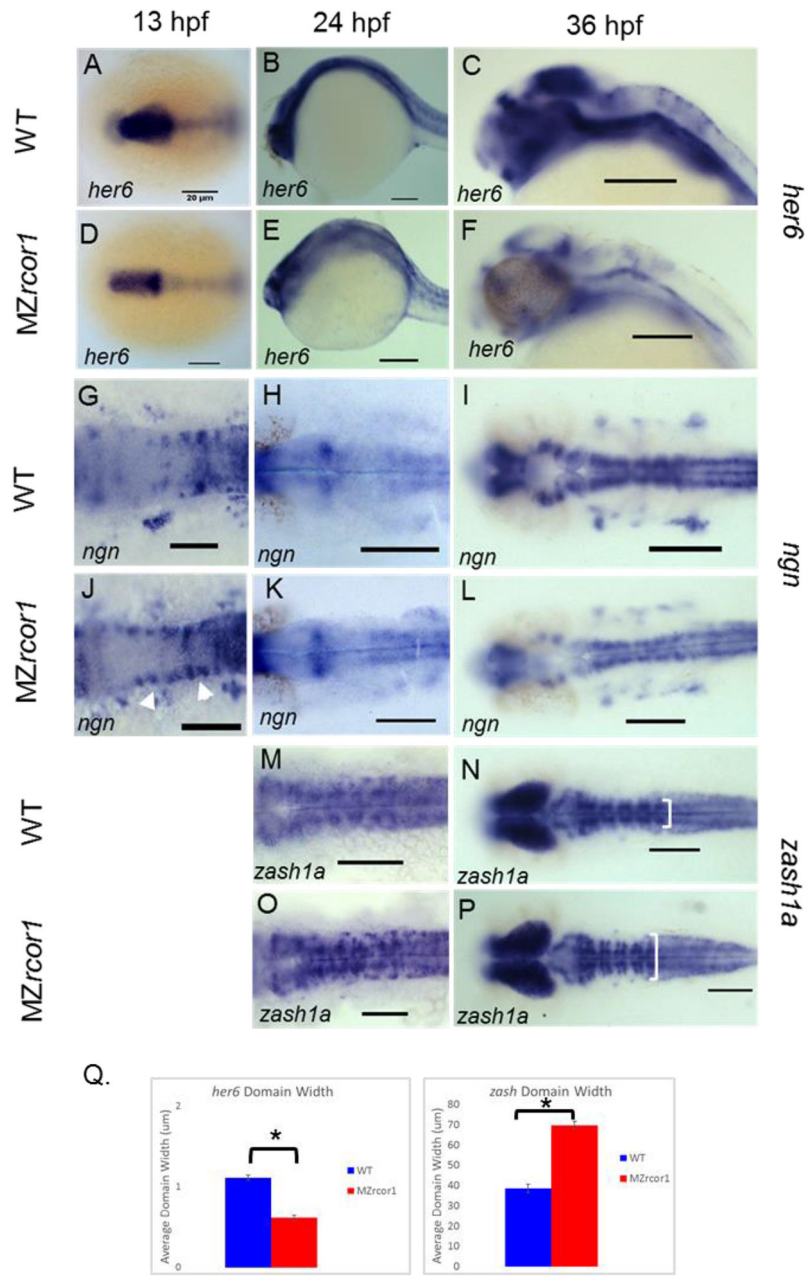 13 hpf 24 hpf 36 hpf
WT
A
her6
20 µm
B
her6
C
her6
her6
MZrcor1
D
her6
E
her6
F
her6
WT
G
ngn
H
ngn
I
ngn
ngn
MZrcor1
J
ngn
K
ngn
L
ngn
WT
M
zash1a
N
zash1a
zash1a
MZrcor1
O
zash1a
P
zash1a
Q.
her6 Domain Width
Average Domain Width (um)
2
1
0
*
WT
MZrcor1
zash Domain Width
Average Domain Width (um)
80
70
60
50
40
30
20
10
0
*
WT
MZrcor1